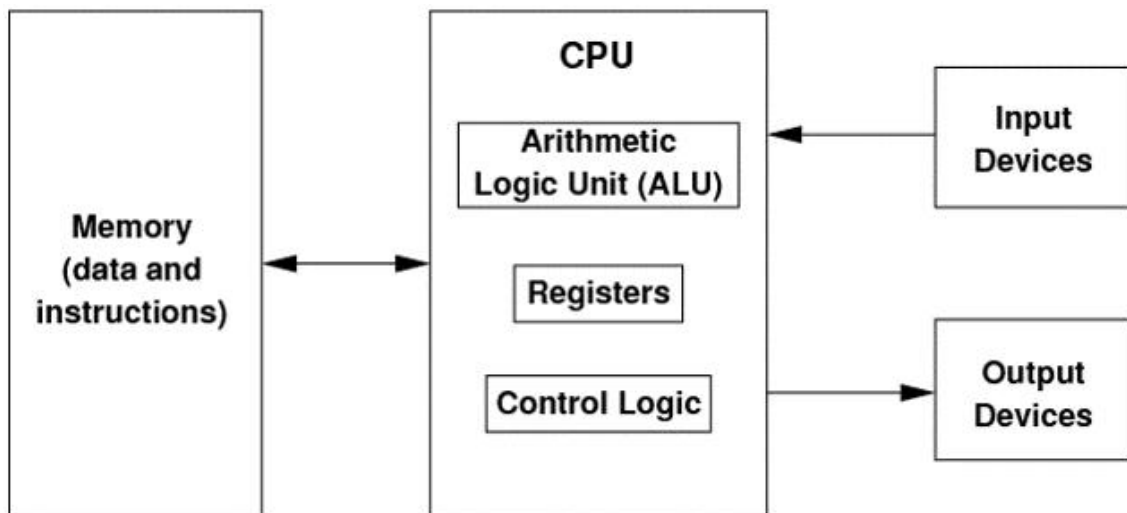 Memory
(data and
instructions)
CPU
Arithmetic
Logic Unit (ALU)
Registers
Control Logic
Input
Devices
Output
Devices